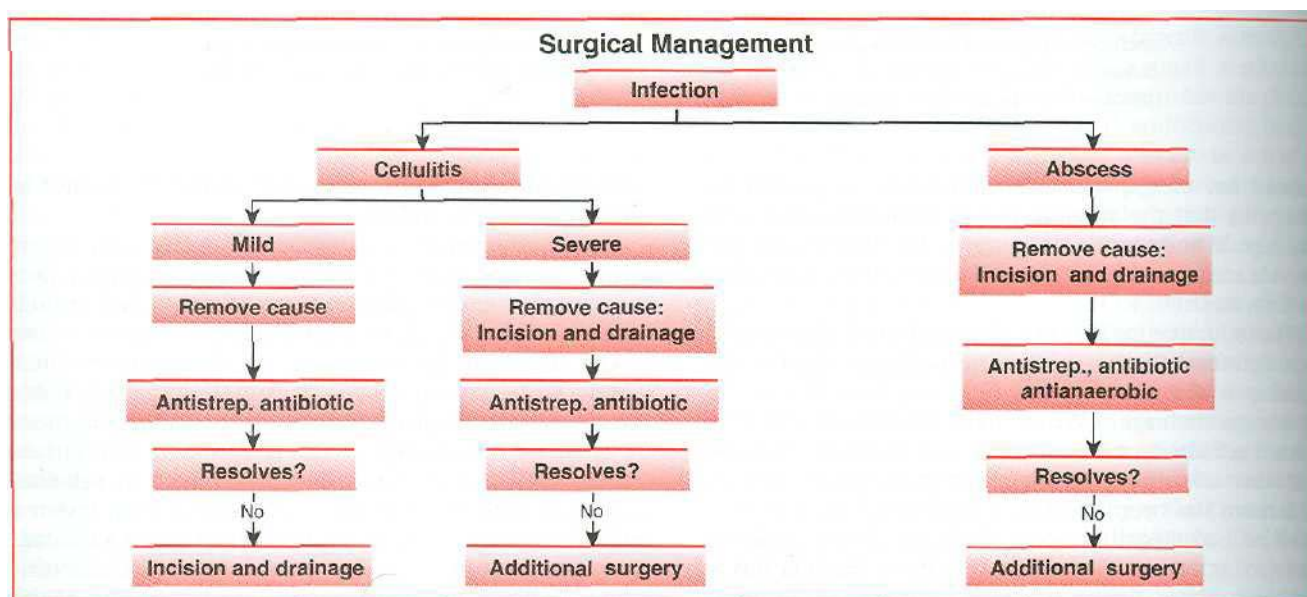 Surgical Management
Infection
Cellulitis
Abscess
Mild
Severe
Remove cause:
Incision and drainage
Remove cause
Remove cause:
Incision and drainage
Antistrep., antibiotic
antianaerobic
Antistrep. antibiotic
Antistrep. antibiotic
Resolves?
Resolves?
Resolves?
No
No
No
Incision and drainage
Additional surgery
Additional surgery